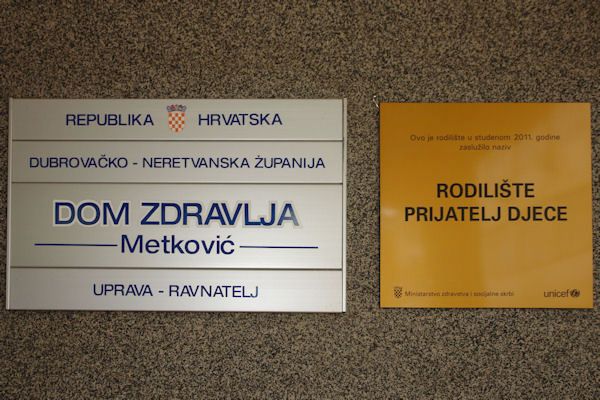 REPUBLIKA HRVATSKA
DUBROVAČKO - NERETVANSKA ŽUPANIJA
DOM ZDRAVLJA
Metković
UPRAVA - RAVNATELJ
Ovo je rodilište u studenom 2011. godine
zaslužilo naziv
RODILIŠTE
PRIJATELJ DJECE
Ministarstvo zdravstva i socijalne skrbi
unicef